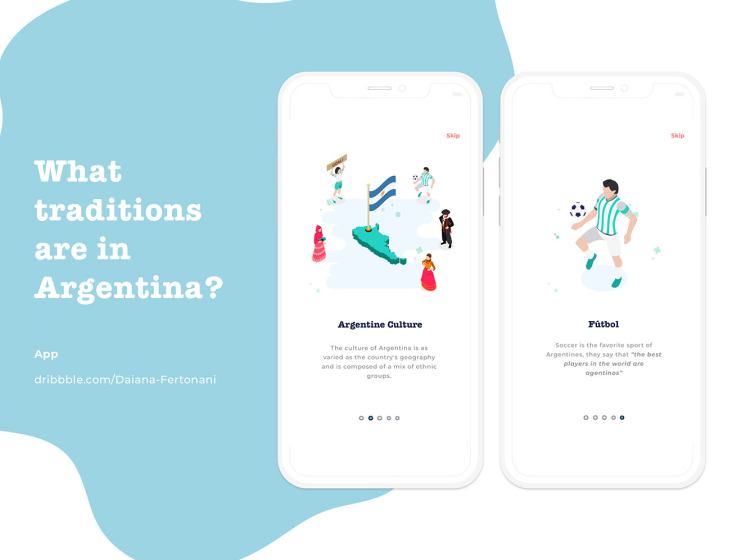 What
traditions
are in
Argentina?
App
dribbble.com/Daiana-Fertonani
Skip
Argentine Culture
The culture of Argentina is as
varied as the country's geography
and is composed of a mix of ethnic
groups.
Skip
Fútbol
Soccer is the favorite sport of
Argentines, they say that "the best
players in the world are
agentinos"